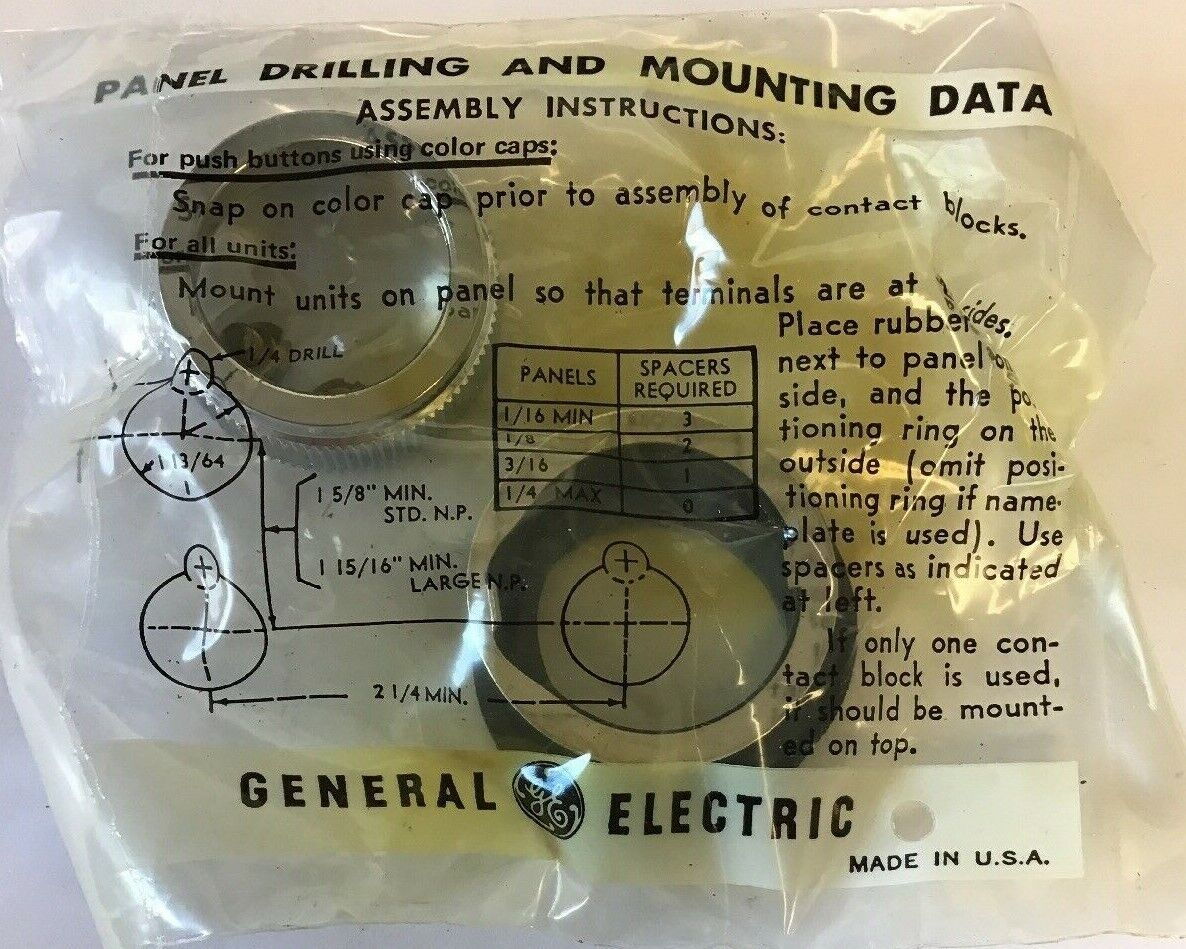 PANEL DRILLING AND MOUNTING DATA
ASSEMBLY INSTRUCTIONS:
For push buttons using color caps:
Snap on color cap prior to assembly of contact blocks.
For all units:
Mount units on panel so that terminals are at sides.
Place rubber
next to panel
side, and the
tioning ring on the
outside (omit posi-
tioning ring if name-
plate is used). Use
spacers as indicated
at left.
If only one con-
tact block is used,
it should be mount-
ed on top.
PANELS SPACERS REQUIRED
1/16 MIN 3
1/8 2
3/16 1
1/4 MAX 0
1/4 DRILL
1 13/64
1 5/8" MIN.
STD. N.P.
1 15/16" MIN.
LARGE N.P.
2 1/4 MIN.
GENERAL GE ELECTRIC
MADE IN U.S.A.